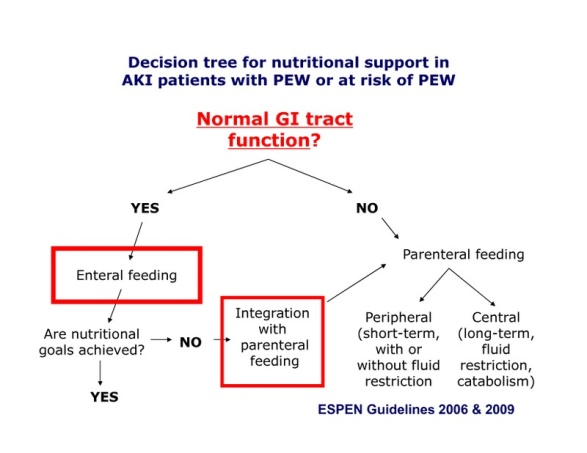 Decision tree for nutritional support in
AKI patients with PEW or at risk of PEW
Normal GI tract
function?
YES
NO
Enteral feeding
Parenteral feeding
Are nutritional
goals achieved?
NO
YES
Integration
with
parenteral
feeding
Peripheral
(short-term,
with or
without fluid
restriction
Central
(long-term,
fluid
restriction,
catabolism)
ESPEN Guidelines 2006 & 2009